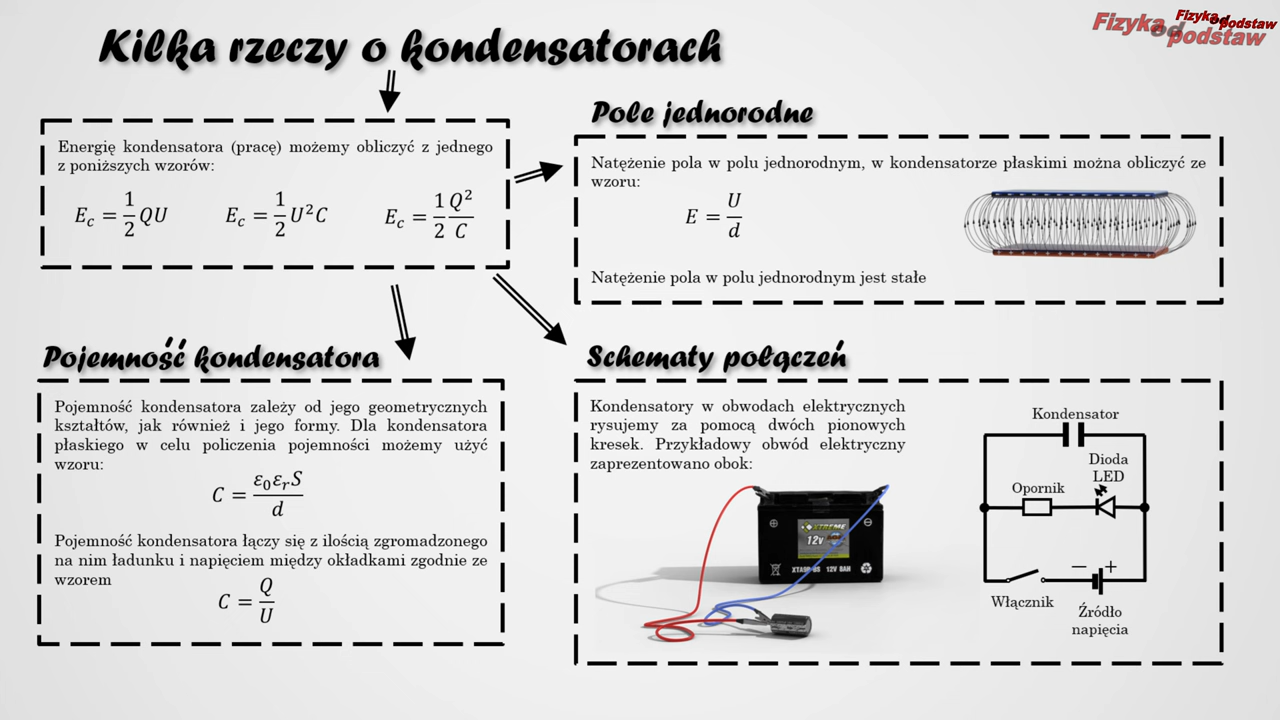 Kilka rzeczy o kondensatorach
Fizyka od podstaw
Fizyka od podstaw
Energię kondensatora (pracę) możemy obliczyć z jednego
z poniższych wzorów:
E_c = 1/2 QU
E_c = 1/2 U²C
E_c = 1/2 Q²/C
Pole jednorodne
Natężenie pola w polu jednorodnym, w kondensatorze płaskimi można obliczyć ze
wzoru:
E = U/d
Natężenie pola w polu jednorodnym jest stałe
Pojemność kondensatora
Pojemność kondensatora zależy od jego geometrycznych
kształtów, jak również i jego formy. Dla kondensatora
płaskiego w celu policzenia pojemności możemy użyć
wzoru:
C = ε₀εᵣS/d
Pojemność kondensatora łączy się z ilością zgromadzonego
na nim ładunku i napięciem między okładkami zgodnie ze
wzorem
C = Q/U
Schematy połączeń
Kondensatory w obwodach elektrycznych
rysujemy za pomocą dwóch pionowych
kresek. Przykładowy obwód elektryczny
zaprezentowano obok:
XTREME
12v
XTA9B-BS 12V 8AH
Kondensator
Dioda
LED
Opornik
− +
Włącznik
Źródło
napięcia